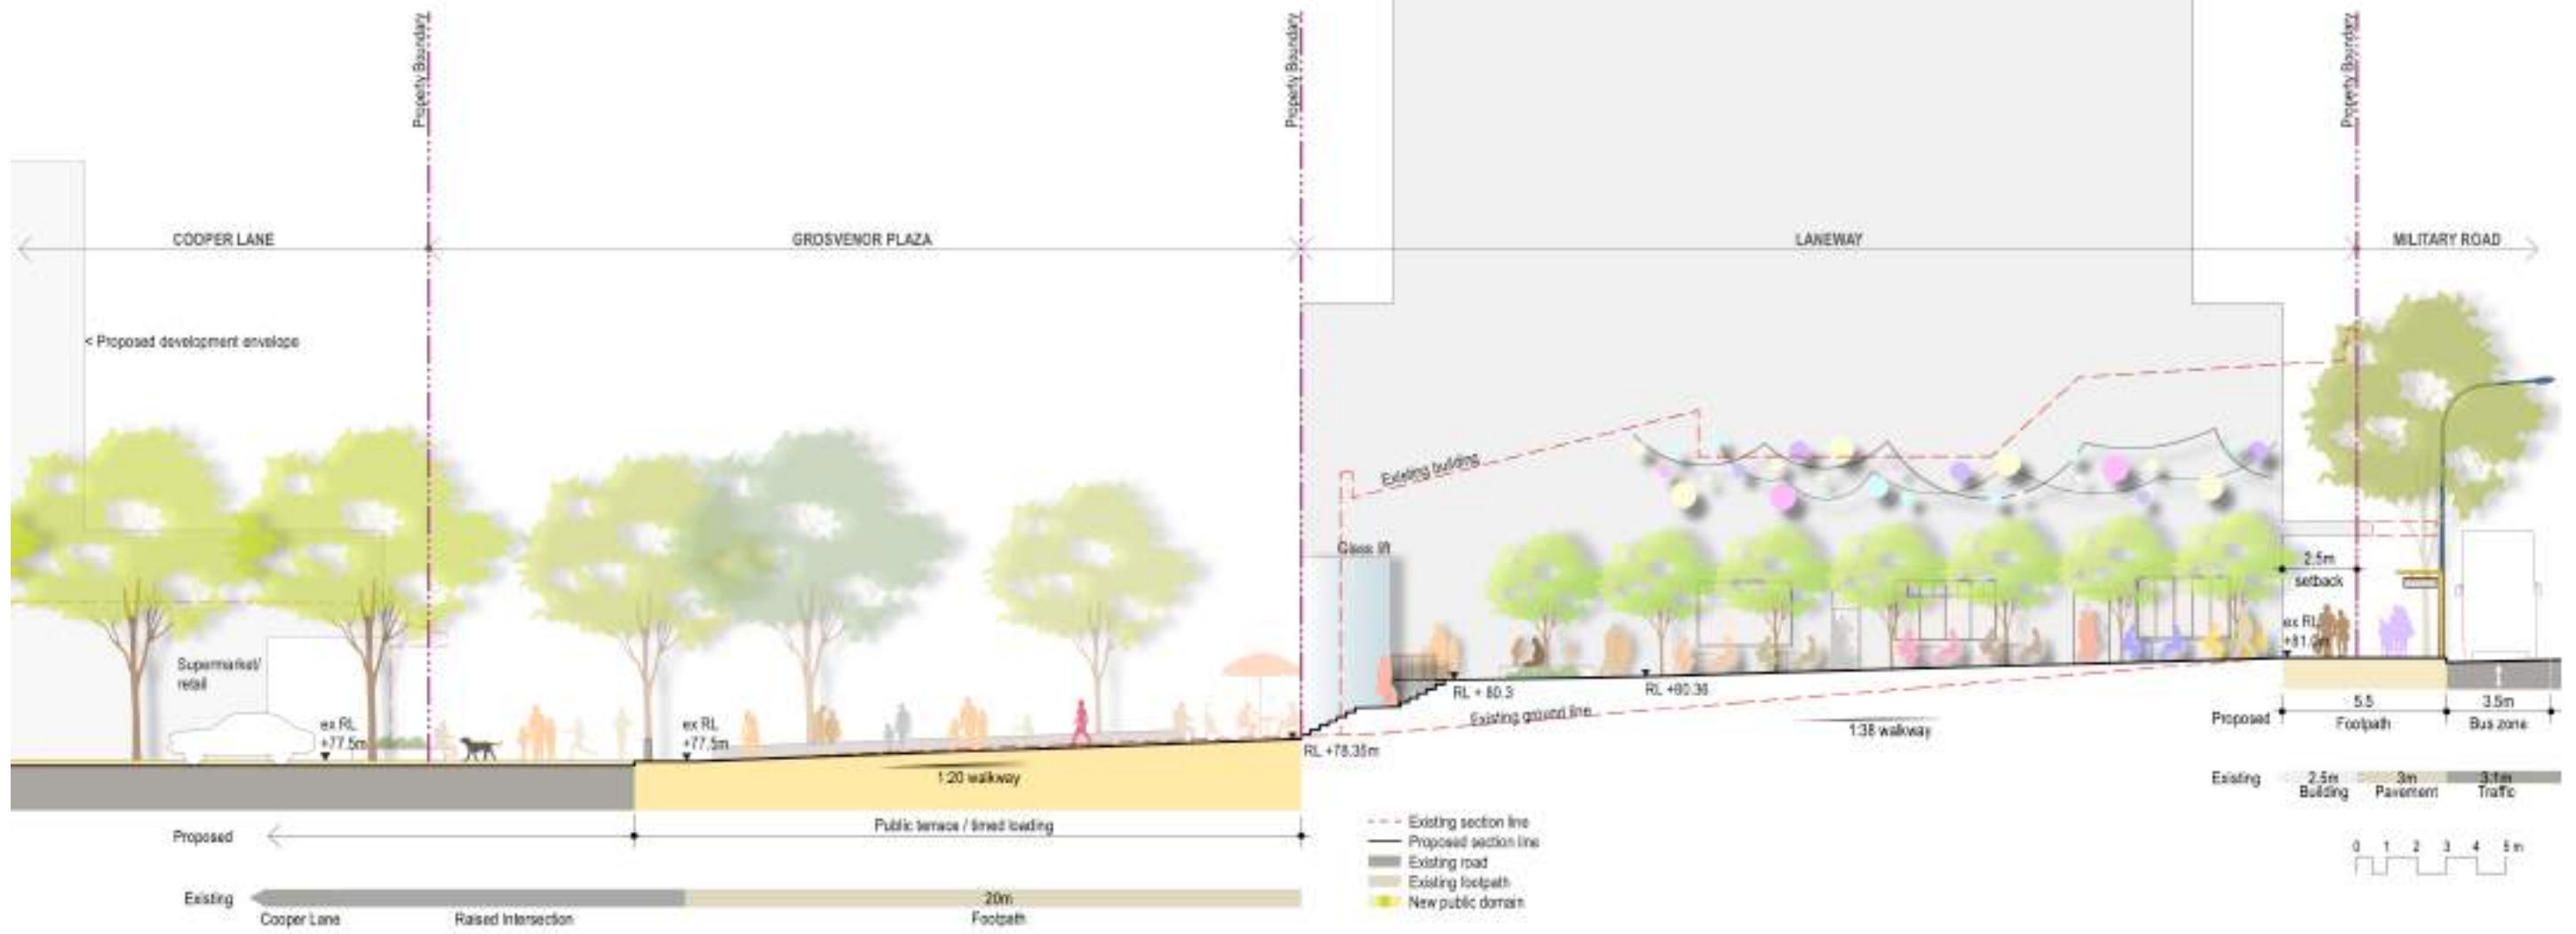 Property Boundary
Property Boundary
Property Boundary
COOPER LANE
GROSVENOR PLAZA
LANEWAY
MILITARY ROAD
< Proposed development envelope
Existing building
Glass lift
2.5m
setback
Supermarket/
retail
ex RL
+77.5m
ex RL
+77.5m
ex RL
RL + 80.3
RL +80.36
Existing ground line
RL +78.35m
1:20 walkway
1:38 walkway
Proposed
5.5
Footpath
3.5m
Bus zone
Existing
2.5m
Building
3m
Pavement
3.1m
Traffic
Proposed
Public terrace / timed loading
Existing
20m
Cooper Lane
Raised Intersection
Footpath
Existing section line
Proposed section line
Existing road
Existing footpath
New public domain
0 1 2 3 4 5 m